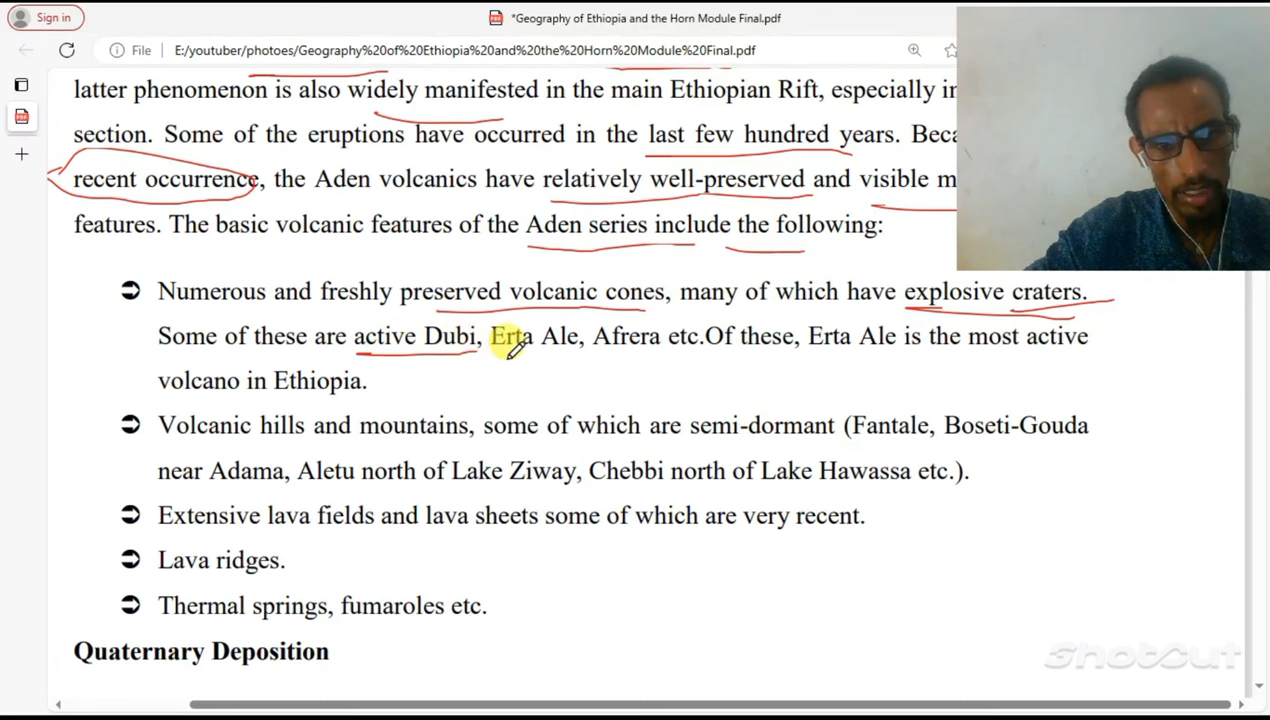 Sign in
*Geography of Ethiopia and the Horn Module Final.pdf
File E:/youtuber/photoes/Geography%20of%20Ethiopia%20and%20the%20Horn%20Module%20Final.pdf
latter phenomenon is also widely manifested in the main Ethiopian Rift, especially in
section. Some of the eruptions have occurred in the last few hundred years. Beca
recent occurrence, the Aden volcanics have relatively well-preserved and visible m
features. The basic volcanic features of the Aden series include the following:
➲ Numerous and freshly preserved volcanic cones, many of which have explosive craters.
Some of these are active Dubi, Erta Ale, Afrera etc.Of these, Erta Ale is the most active
volcano in Ethiopia.
➲ Volcanic hills and mountains, some of which are semi-dormant (Fantale, Boseti-Gouda
near Adama, Aletu north of Lake Ziway, Chebbi north of Lake Hawassa etc.).
➲ Extensive lava fields and lava sheets some of which are very recent.
➲ Lava ridges.
➲ Thermal springs, fumaroles etc.
Quaternary Deposition
Shotcut